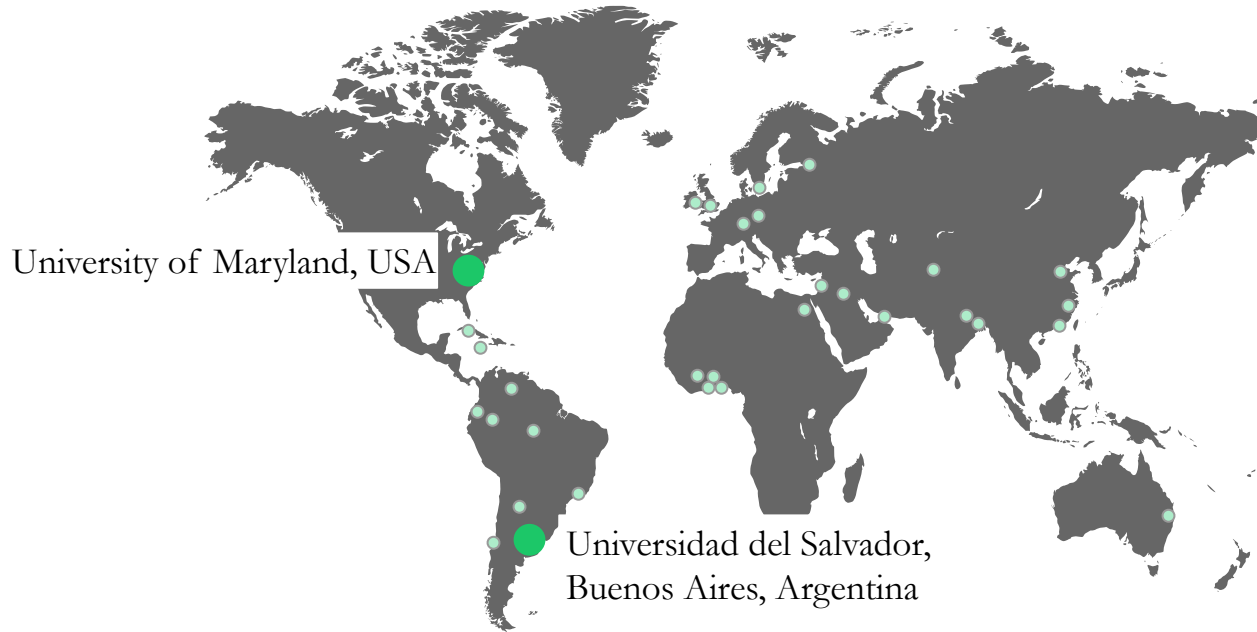 University of Maryland, USA
Universidad del Salvador,
Buenos Aires, Argentina